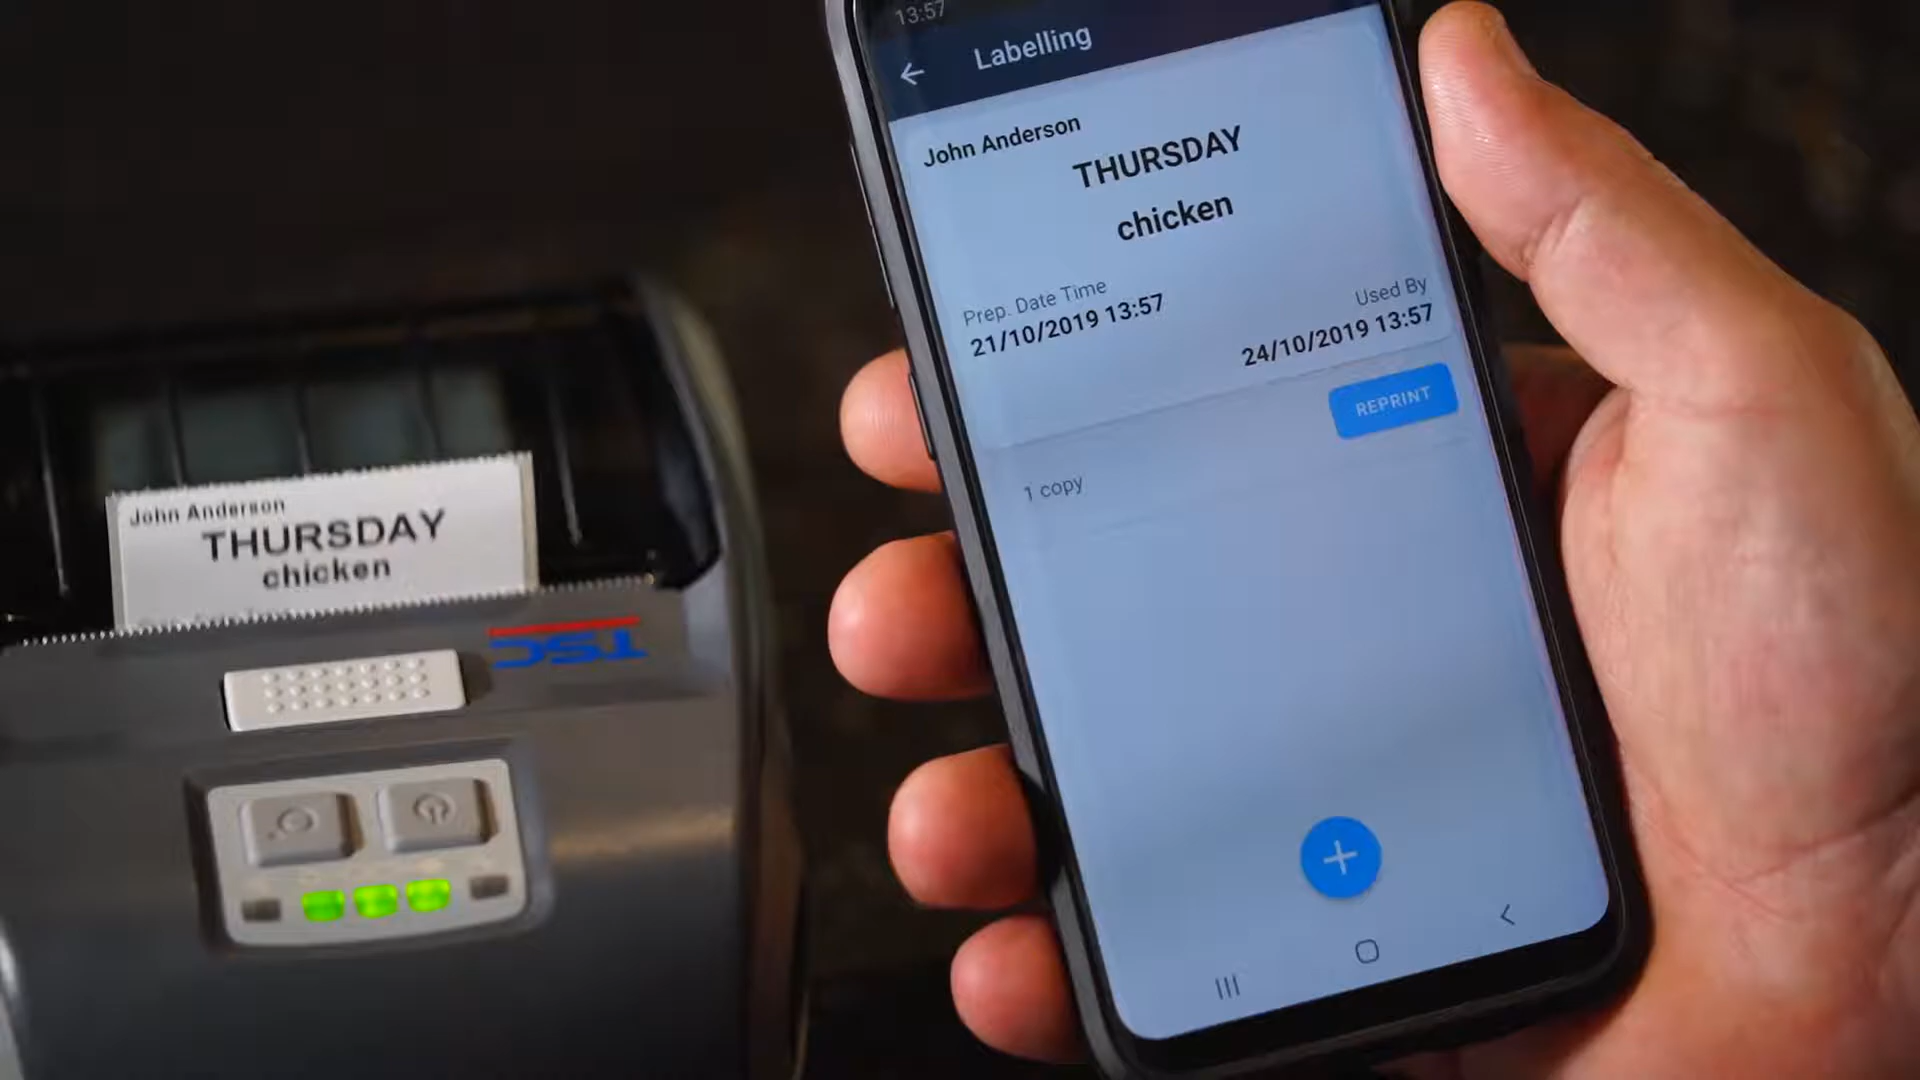 13:57
Labelling
John Anderson
THURSDAY
chicken
Prep. Date Time
21/10/2019 13:57
Used By
24/10/2019 13:57
REPRINT
1 copy
John Anderson
THURSDAY
chicken
TSC